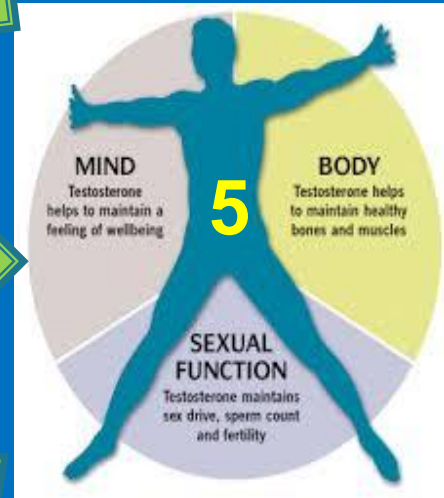 MIND
Testosterone
helps to maintain a
feeling of wellbeing
5
BODY
Testosterone helps
to maintain healthy
bones and muscles
SEXUAL
FUNCTION
Testosterone maintains
sex drive, sperm count
and fertility